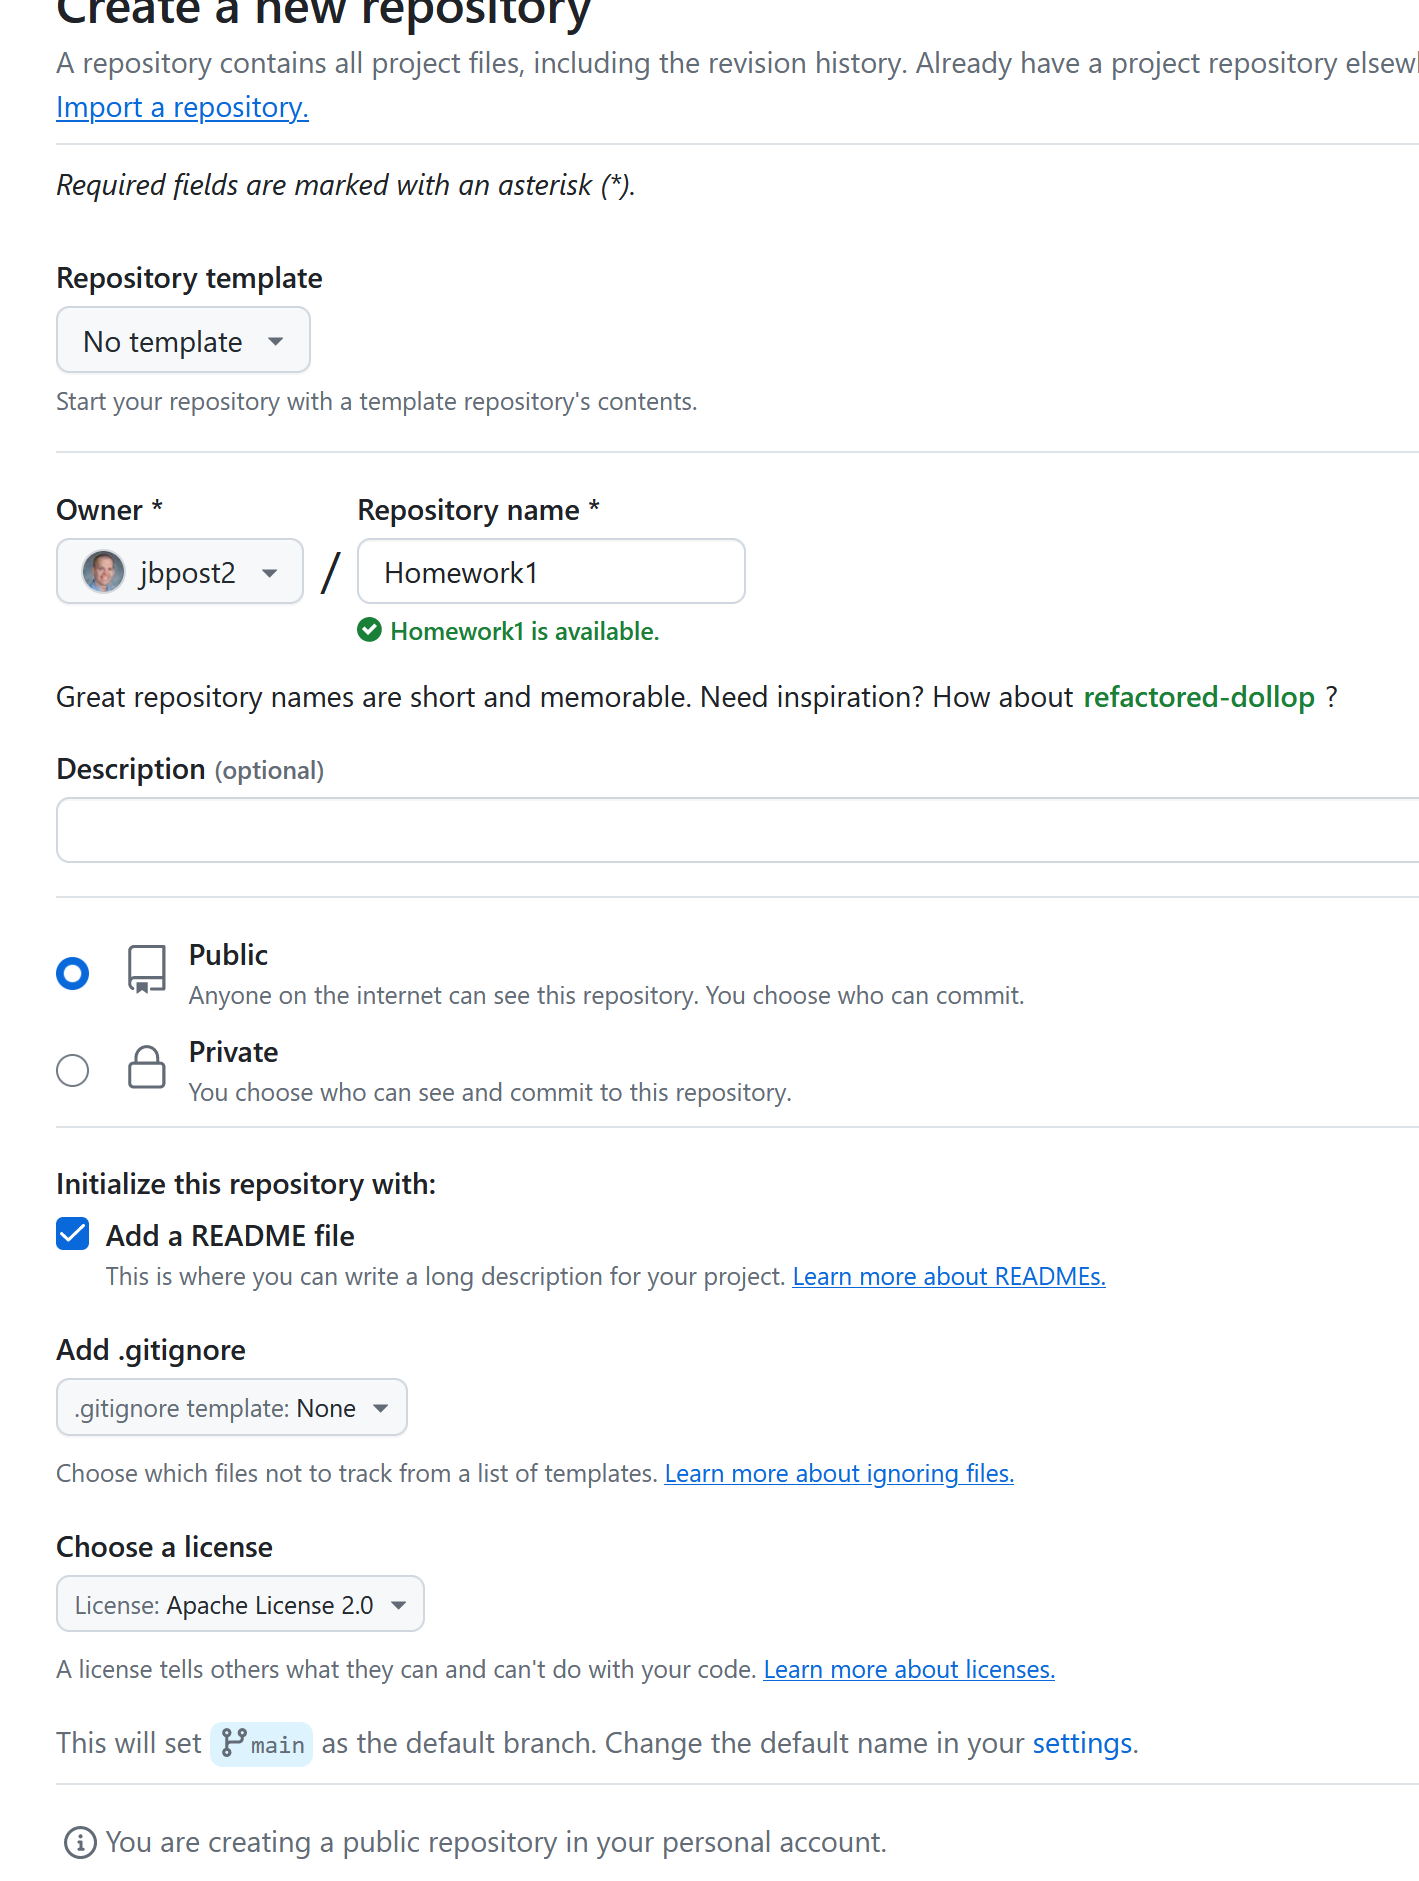 Create a new repository
A repository contains all project files, including the revision history. Already have a project repository
Import a repository.
Required fields are marked with an asterisk (*).
Repository template
No template
Start your repository with a template repository's contents.
Owner *
Repository name *
jbpost2
/
Homework1
Homework1 is available.
Great repository names are short and memorable. Need inspiration? How about refactored-dollop ?
Description (optional)
Public
Anyone on the internet can see this repository. You choose who can commit.
Private
You choose who can see and commit to this repository.
Initialize this repository with:
Add a README file
This is where you can write a long description for your project. Learn more about READMEs.
Add .gitignore
.gitignore template: None
Choose which files not to track from a list of templates. Learn more about ignoring files.
Choose a license
License: Apache License 2.0
A license tells others what they can and can't do with your code. Learn more about licenses.
This will set main as the default branch. Change the default name in your settings.
You are creating a public repository in your personal account.